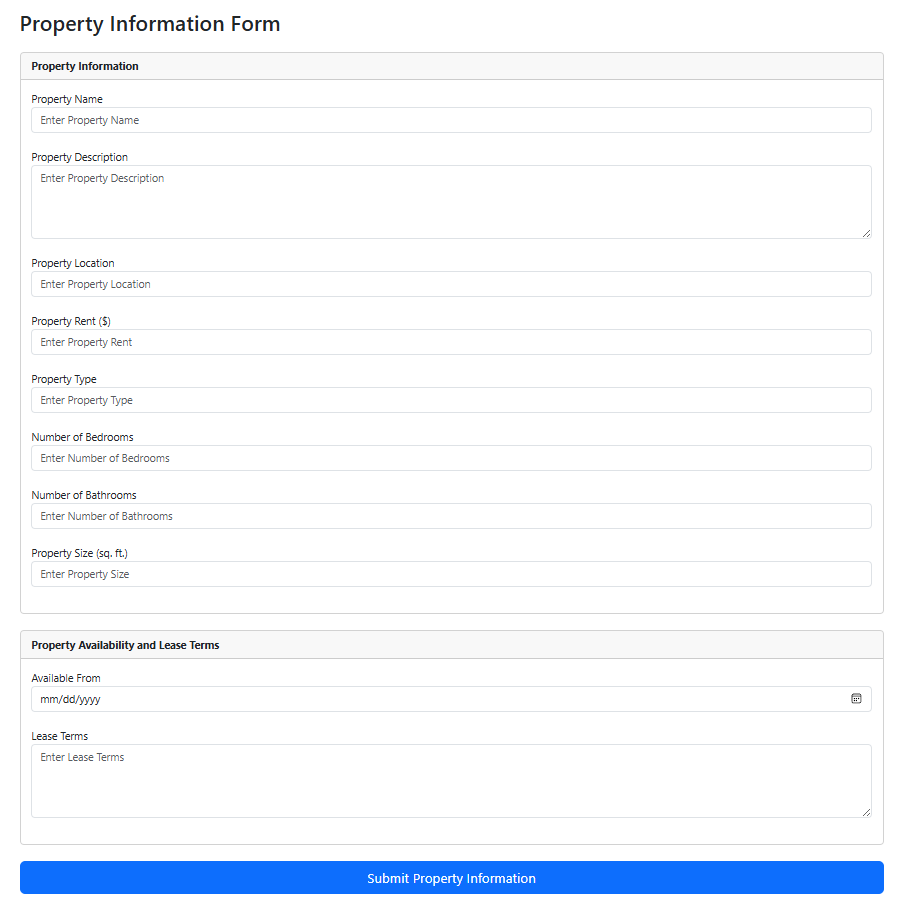 Property Information Form
Property Information
Property Name
Enter Property Name
Property Description
Enter Property Description
Property Location
Enter Property Location
Property Rent ($)
Enter Property Rent
Property Type
Enter Property Type
Number of Bedrooms
Enter Number of Bedrooms
Number of Bathrooms
Enter Number of Bathrooms
Property Size (sq. ft.)
Enter Property Size
Property Availability and Lease Terms
Available From
mm/dd/yyyy
Lease Terms
Enter Lease Terms
Submit Property Information